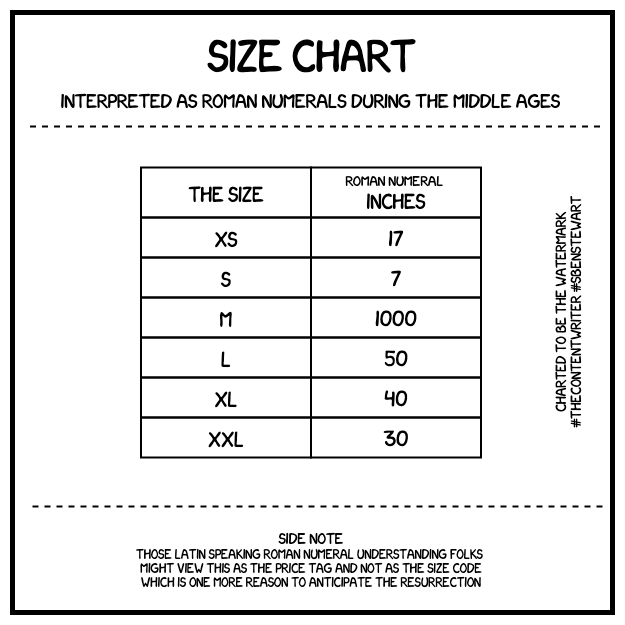 SIZE CHART
INTERPRETED AS ROMAN NUMERALS DURING THE MIDDLE AGES
THE SIZE
ROMAN NUMERAL
INCHES
XS 17
S 7
M 1000
L 50
XL 40
XXL 30
CHARTED TO BE THE WATERMARK
#THECONTENTWRITER #SBENSTEWART
SIDE NOTE
THOSE LATIN SPEAKING ROMAN NUMERAL UNDERSTANDING FOLKS
MIGHT VIEW THIS AS THE PRICE TAG AND NOT AS THE SIZE CODE
WHICH IS ONE MORE REASON TO ANTICIPATE THE RESURRECTION